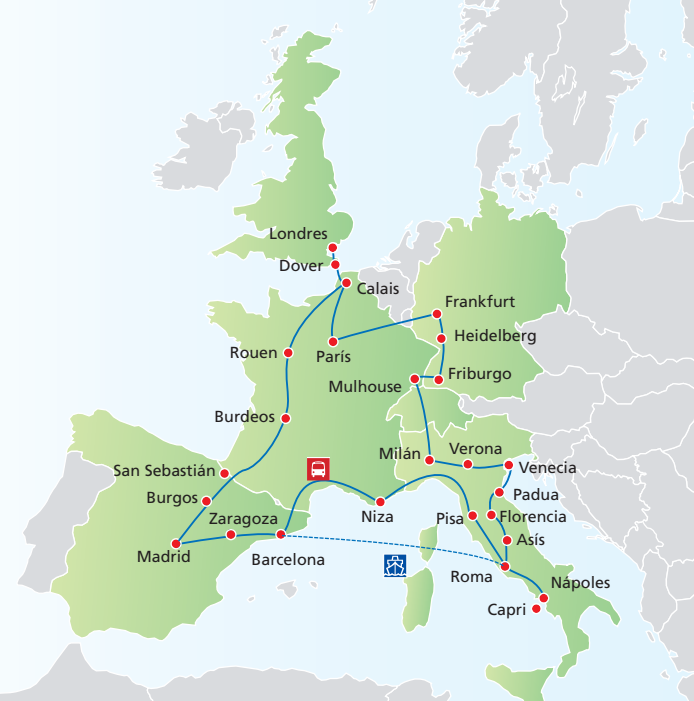 Londres
Dover
Calais
Frankfurt
Heidelberg
Rouen
París
Friburgo
Mulhouse
Burdeos
Milán
Verona
Venecia
San Sebastián
Burgos
Padua
Zaragoza
Niza
Pisa
Florencia
Asís
Madrid
Barcelona
Roma
Nápoles
Capri